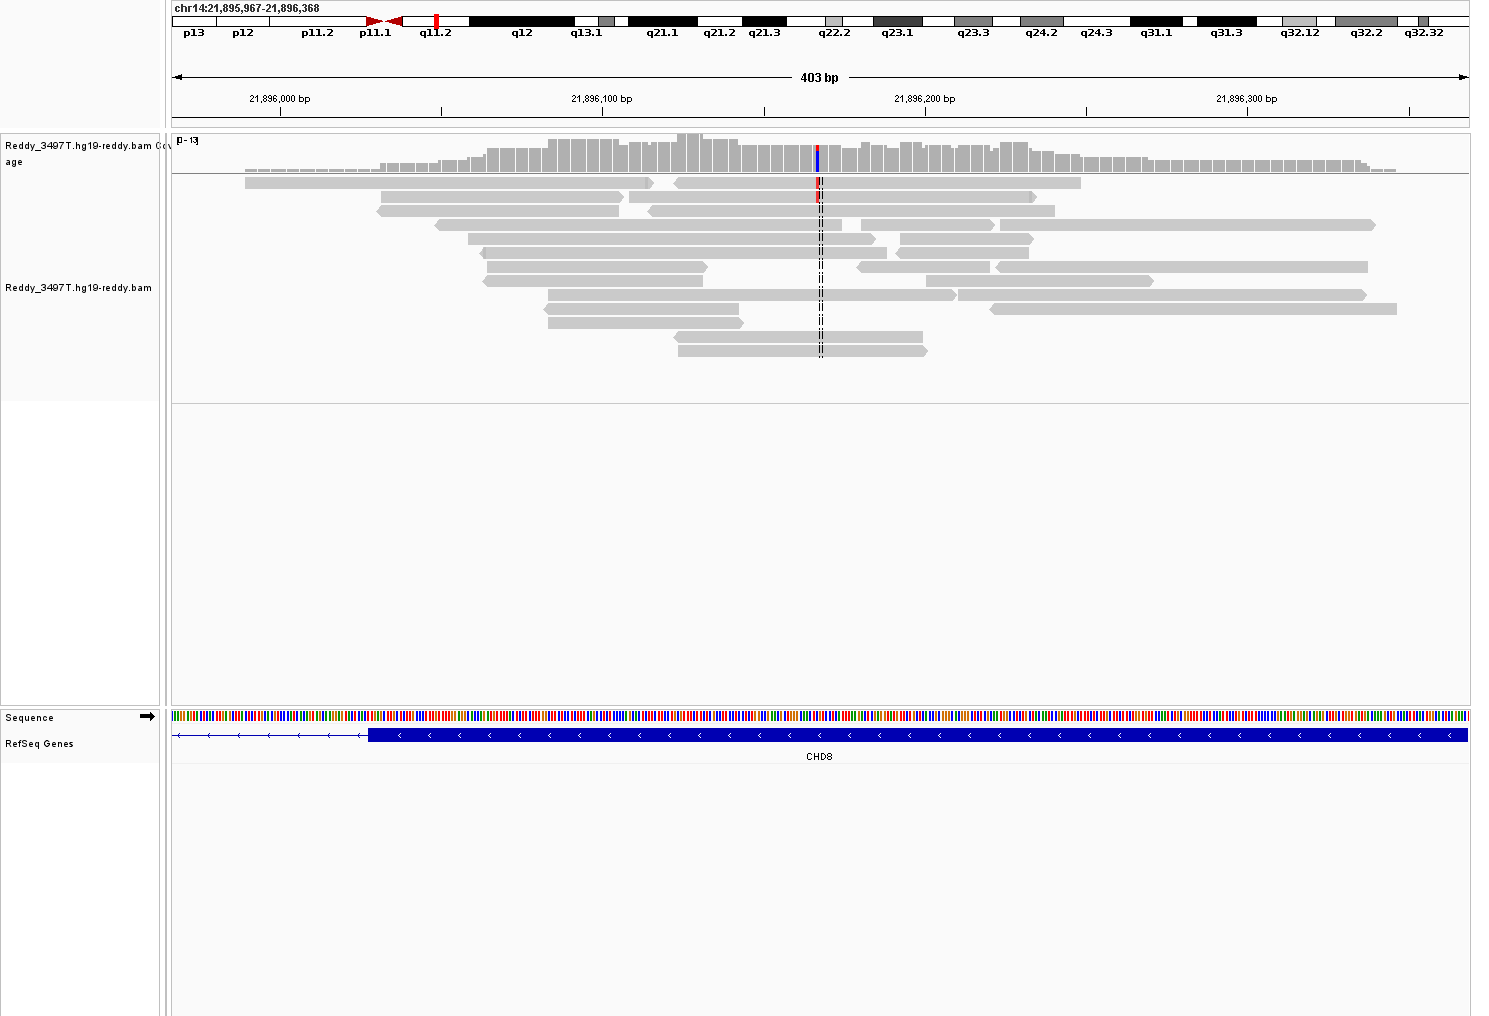 chr14:21,895,967-21,896,368
p13 p12 p11.2 p11.1 q11.2 q12 q13.1 q21.1 q21.2 q21.3 q22.2 q23.1 q23.3 q24.2 q24.3 q31.1 q31.3 q32.12 q32.2 q32.32
403 bp
21,896,000 bp 21,896,100 bp 21,896,200 bp 21,896,300 bp
[0 - 13]
Reddy_3497T.hg19-reddy.bam Cov
age
Reddy_3497T.hg19-reddy.bam
Sequence
RefSeq Genes
CHD8